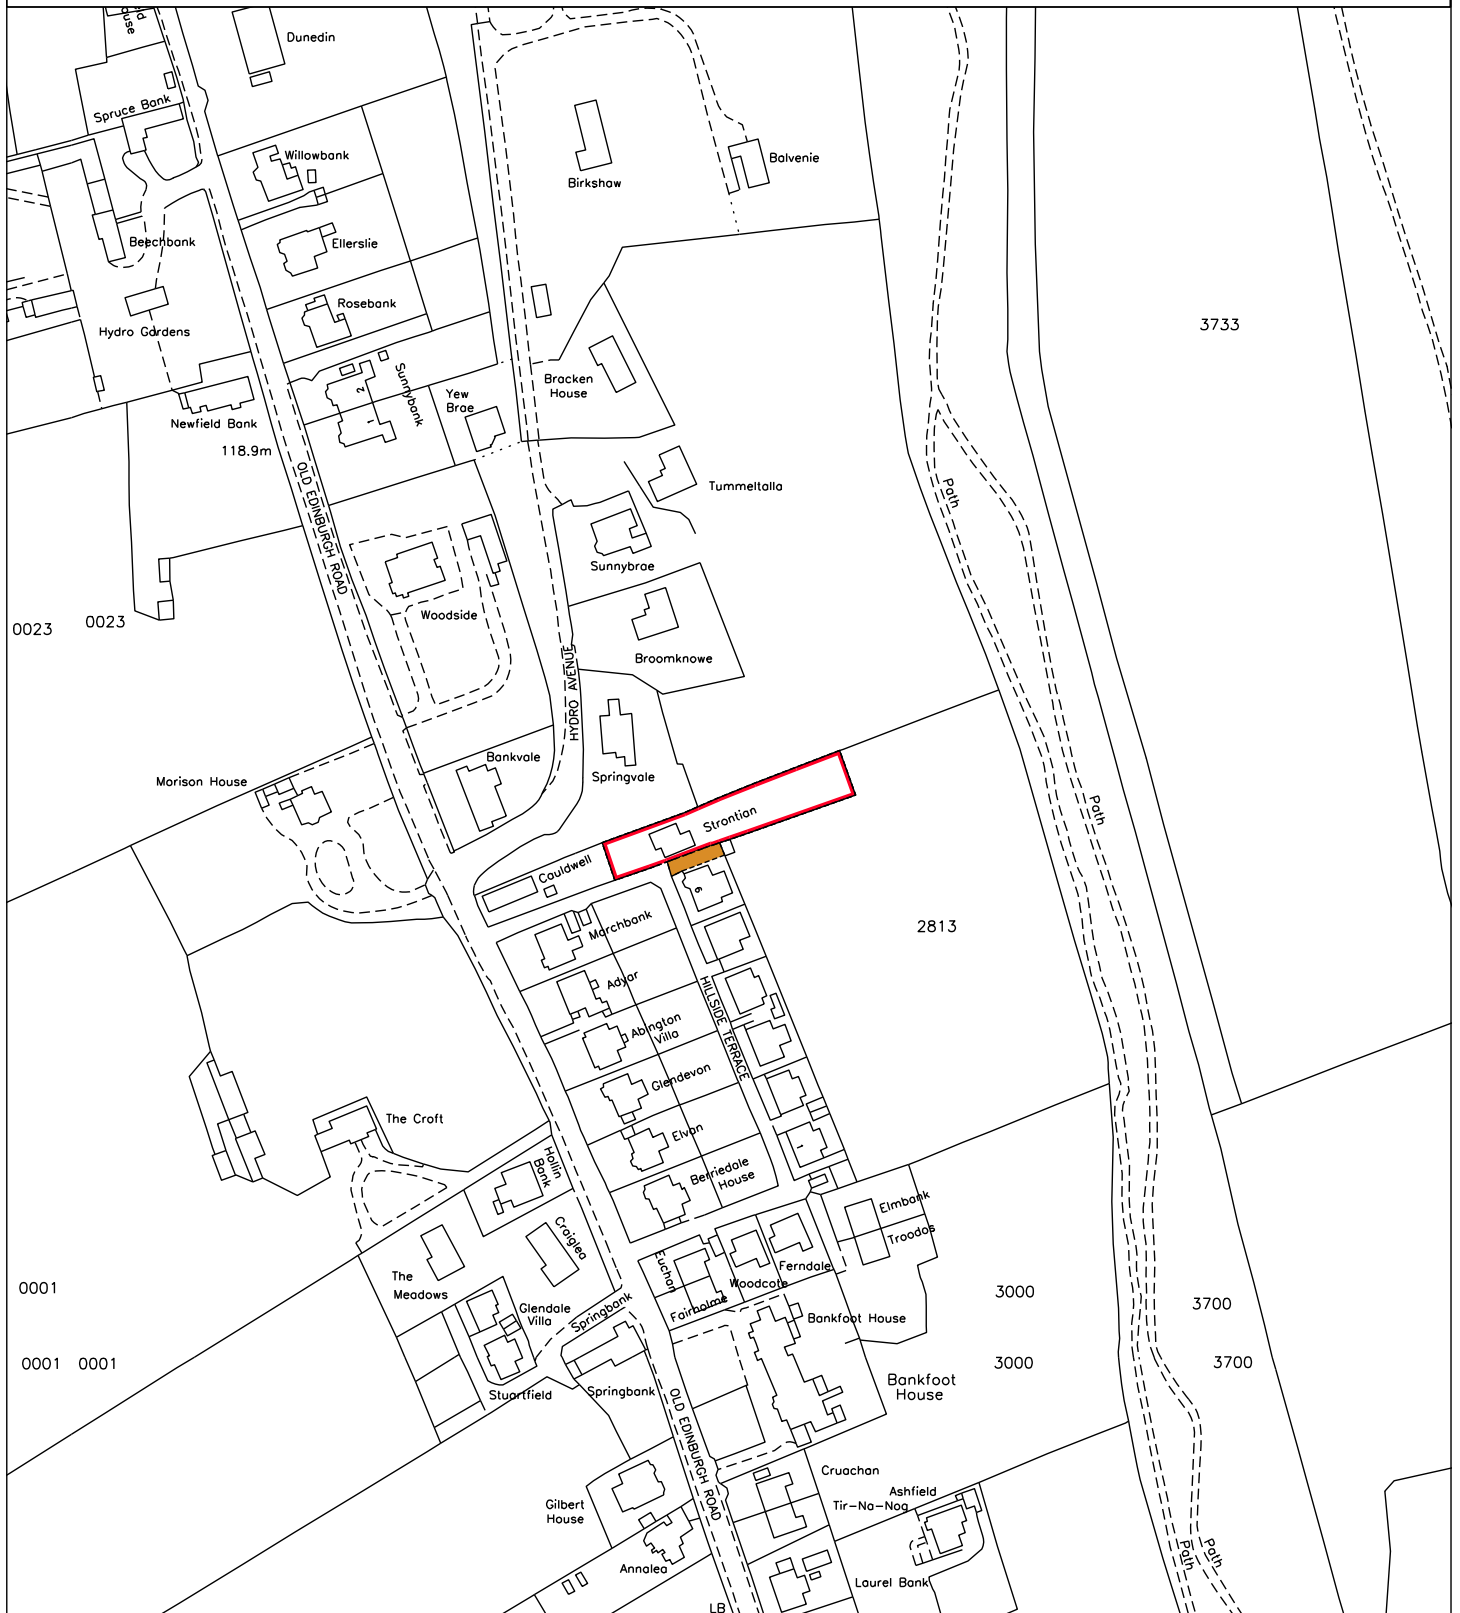 Dunedin
Spruce Bank
Willowbank
Balvenie
Birkshaw
Beechbank
Ellerslie
Rosebank
Hydro Gardens
3733
Sunnybank
2
1
Bracken
House
Yew
Brae
Newfield Bank
118.9m
OLD EDINBURGH ROAD
Path
Tummeltalla
Sunnybrae
Woodside
0023
0023
Broomknowe
HYDRO AVENUE
Bankvale
Springvale
Morison House
Path
Strontian
Cauldwell
9
Marchbank
2813
Adyar
HILLSIDE TERRACE
Abington
Villa
Glendevon
The Croft
Elvan
1
Hollin
Bank
Berriedale
House
Elmbank
Troodos
Craiglea
Euchan
Ferndale
The
Meadows
Woodcote
0001
3000
3700
Glendale
Villa
Springbank
Fairholme
Bankfoot House
0001
0001
3000
3700
Stuartfield
Springbank
Bankfoot
House
OLD EDINBURGH ROAD
Cruachan
Ashfield
Tir-Na-Nog
Gilbert
House
Annalea
Path
Path
Laurel Bank
LB